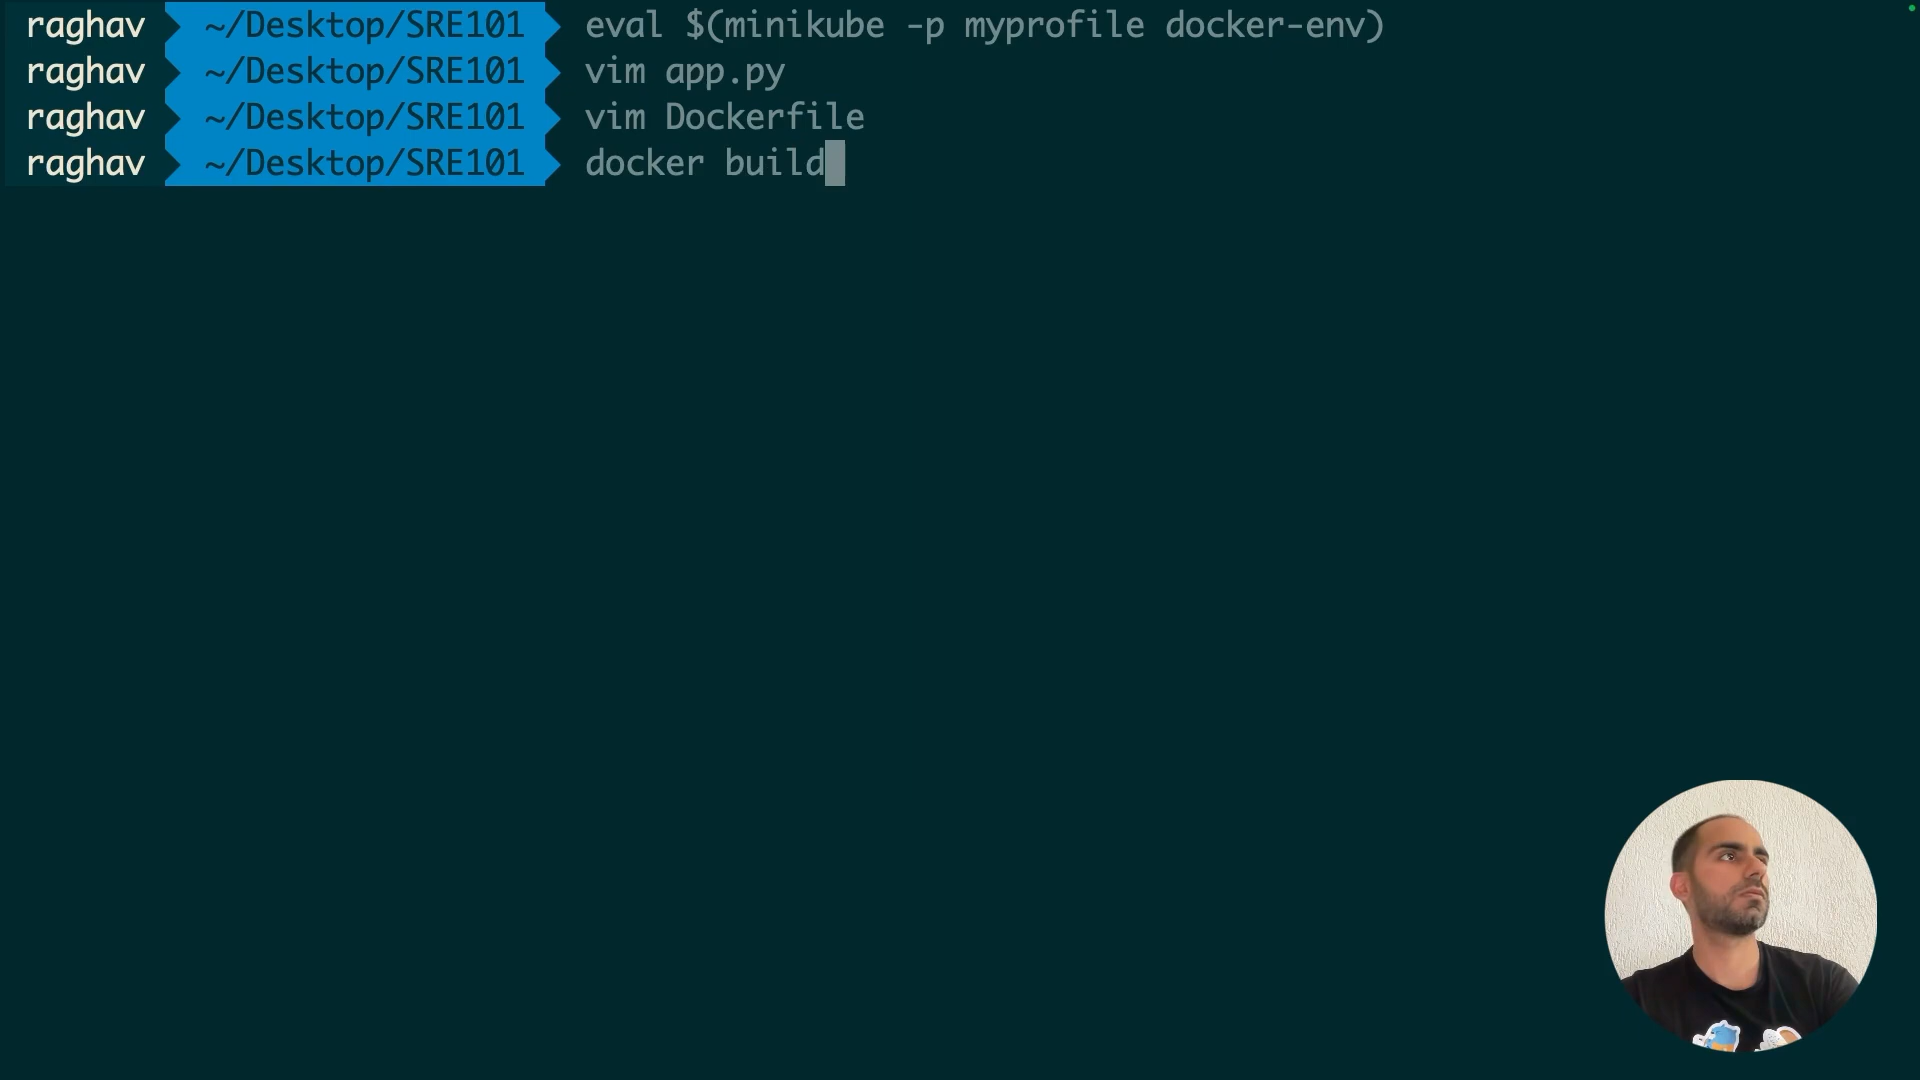 raghav ~/Desktop/SRE101 eval $(minikube -p myprofile docker-env)
raghav ~/Desktop/SRE101 vim app.py
raghav ~/Desktop/SRE101 vim Dockerfile
raghav ~/Desktop/SRE101 docker build